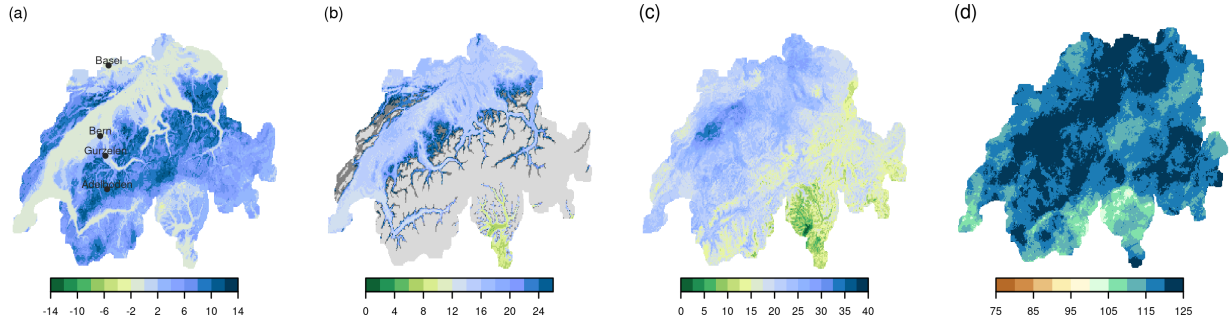 (a)
(b)
(c)
(d)
Basel
Bern
Gurzelen
Adelboden
-14 -10 -6 -2 2 6 10 14
0 4 8 12 16 20 24
0 5 10 15 20 25 30 35 40
75 85 95 105 115 125